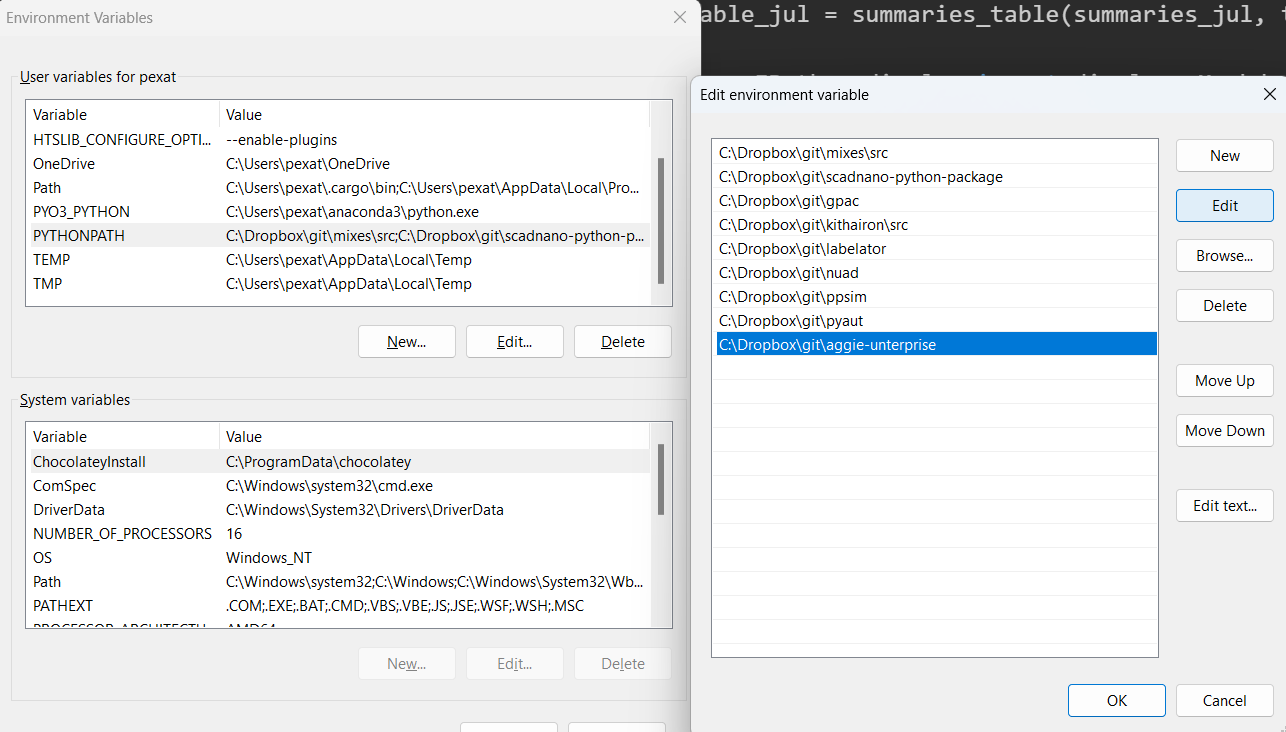 Environment Variables
able_jul = summaries_table(summaries_jul,
User variables for pexat
Variable Value
HTSLIB_CONFIGURE_OPTI... --enable-plugins
OneDrive C:\Users\pexat\OneDrive
Path C:\Users\pexat\.cargo\bin;C:\Users\pexat\AppData\Local\Pro...
PYO3_PYTHON C:\Users\pexat\anaconda3\python.exe
PYTHONPATH C:\Dropbox\git\mixes\src;C:\Dropbox\git\scadnano-python-p...
TEMP C:\Users\pexat\AppData\Local\Temp
TMP C:\Users\pexat\AppData\Local\Temp
New... Edit... Delete
System variables
Variable Value
ChocolateyInstall C:\ProgramData\chocolatey
ComSpec C:\Windows\system32\cmd.exe
DriverData C:\Windows\System32\Drivers\DriverData
NUMBER_OF_PROCESSORS 16
OS Windows_NT
Path C:\Windows\system32;C:\Windows;C:\Windows\System32\Wb...
PATHEXT .COM;.EXE;.BAT;.CMD;.VBS;.VBE;.JS;.JSE;.WSF;.WSH;.MSC
PROCESSOR_ARCHITECTU AMD64
New... Edit... Delete
Edit environment variable
C:\Dropbox\git\mixes\src
C:\Dropbox\git\scadnano-python-package
C:\Dropbox\git\gpac
C:\Dropbox\git\kithairon\src
C:\Dropbox\git\labelator
C:\Dropbox\git\nuad
C:\Dropbox\git\ppsim
C:\Dropbox\git\pyaut
C:\Dropbox\git\aggie-unterprise
New
Edit
Browse...
Delete
Move Up
Move Down
Edit text...
OK Cancel